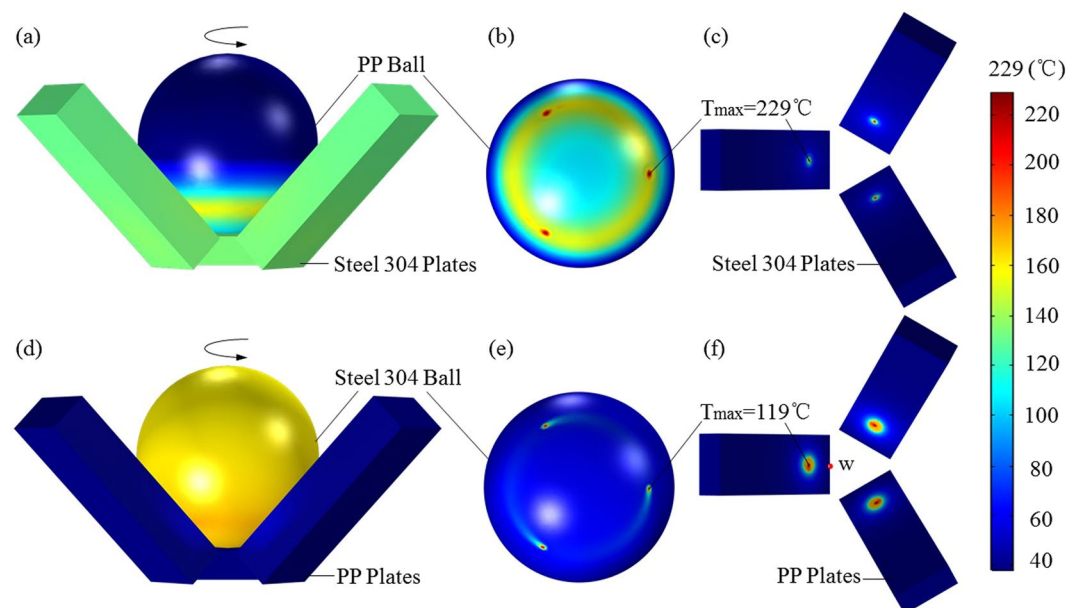 (a)
PP Ball
Steel 304 Plates
(b)
(c)
Tmax=229℃
Steel 304 Plates
229 (℃)
220
200
180
160
140
120
100
80
60
40
(d)
Steel 304 Ball
PP Plates
(e)
(f)
Tmax=119℃
w
PP Plates